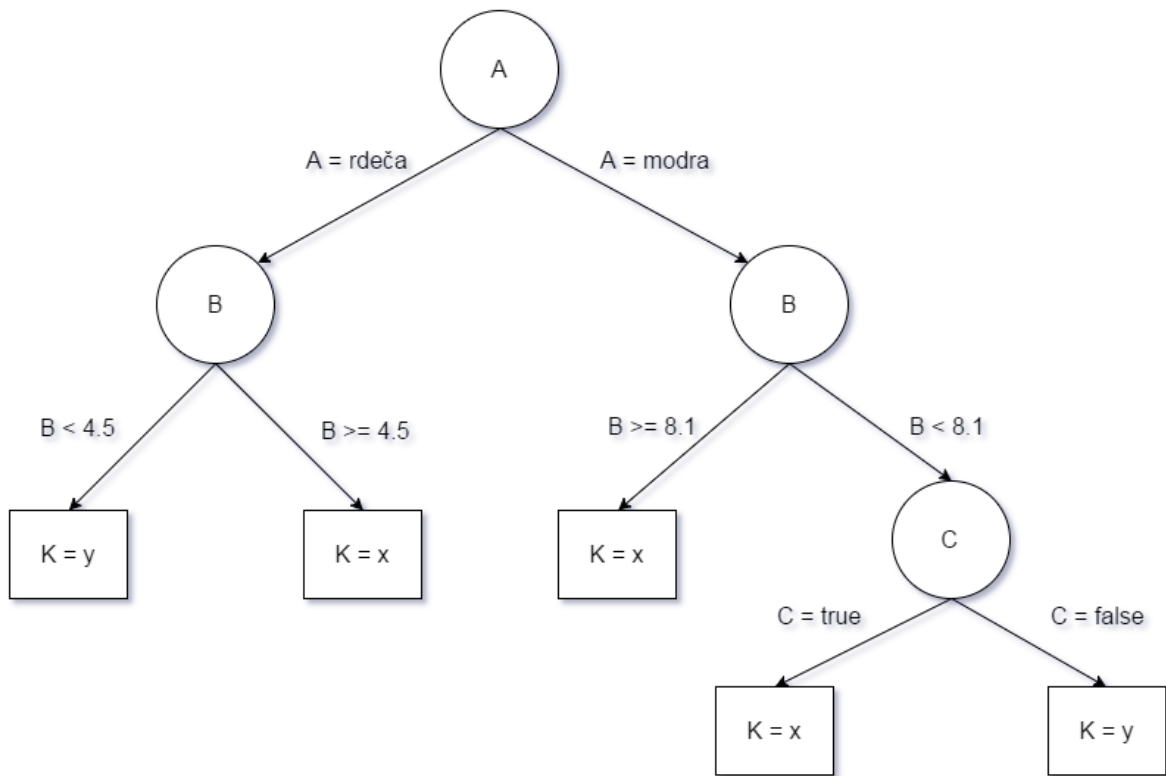 A
A = rdeča
A = modra
B
B
B < 4.5
B >= 4.5
B >= 8.1
B < 8.1
K = y
K = x
K = x
C
C = true
C = false
K = x
K = y